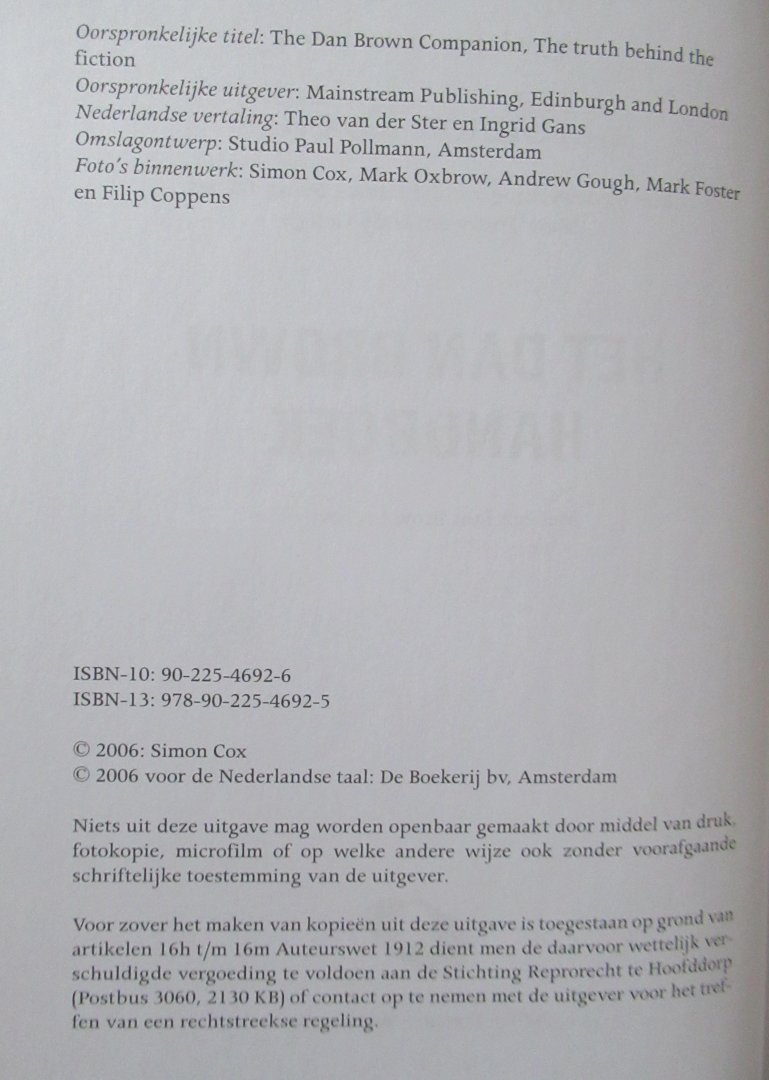 Oorspronkelijke titel: The Dan Brown Companion, The truth behind the
fiction
Oorspronkelijke uitgever: Mainstream Publishing, Edinburgh and London
Nederlandse vertaling: Theo van der Ster en Ingrid Gans
Omslagontwerp: Studio Paul Pollmann, Amsterdam
Foto's binnenwerk: Simon Cox, Mark Oxbrow, Andrew Gough, Mark Foster
en Filip Coppens
HET DAN BROWN
HANDBOEK
ISBN-10: 90-225-4692-6
ISBN-13: 978-90-225-4692-5
© 2006: Simon Cox
© 2006 voor de Nederlandse taal: De Boekerij bv, Amsterdam
Niets uit deze uitgave mag worden openbaar gemaakt door middel van druk,
fotokopie, microfilm of op welke andere wijze ook zonder voorafgaande
schriftelijke toestemming van de uitgever.
Voor zover het maken van kopieën uit deze uitgave is toegestaan op grond van
artikelen 16h t/m 16m Auteurswet 1912 dient men de daarvoor wettelijk ver-
schuldigde vergoeding te voldoen aan de Stichting Reprorecht te Hoofddorp
(Postbus 3060, 2130 KB) of contact op te nemen met de uitgever voor het tref-
fen van een rechtstreekse regeling.